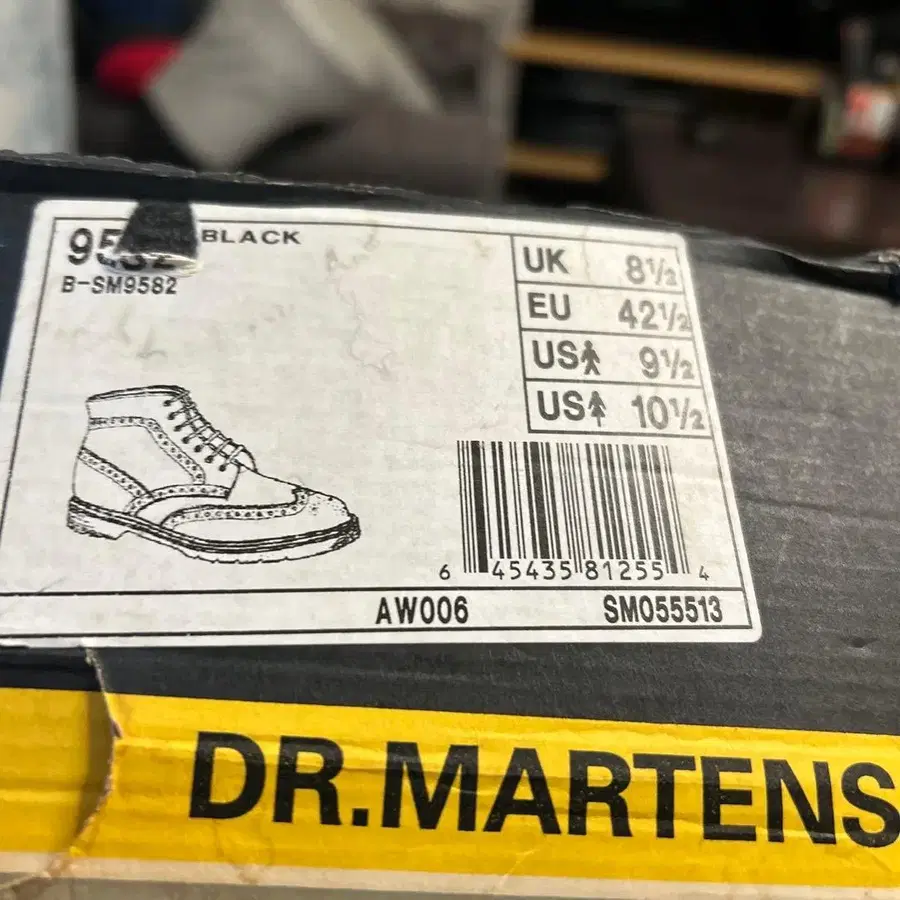 BLACK
B-SM9582
UK 8½
EU 42½
US 9½
US 10½
6 45435 81255 4
AW006 SM055513
DR.MARTENS